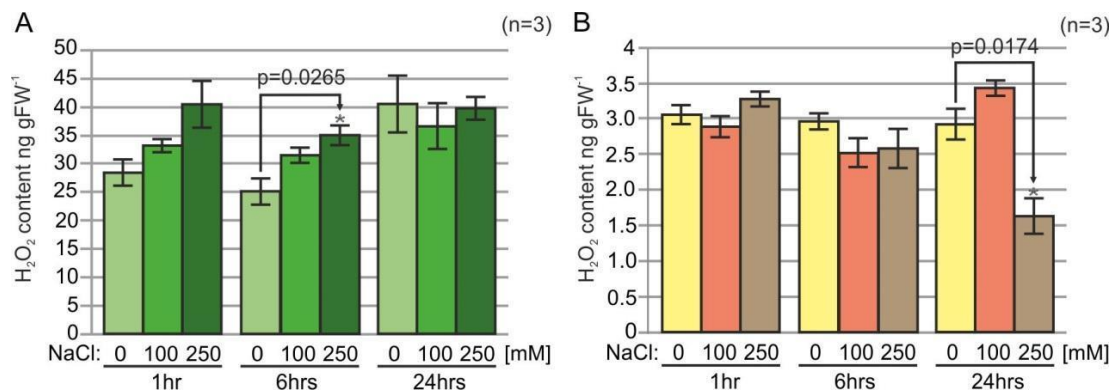 A
(n=3)
H₂O₂ content ng gFW⁻¹
50
45
40
35
30
25
20
15
10
5
0
p=0.0265
*
NaCl: 0 100 250 0 100 250 0 100 250 [mM]
1hr 6hrs 24hrs
B
(n=3)
H₂O₂ content ng gFW⁻¹
4
3.5
3.0
2.5
2.0
1.5
1.0
0.5
0
p=0.0174
*
NaCl: 0 100 250 0 100 250 0 100 250 [mM]
1hr 6hrs 24hrs